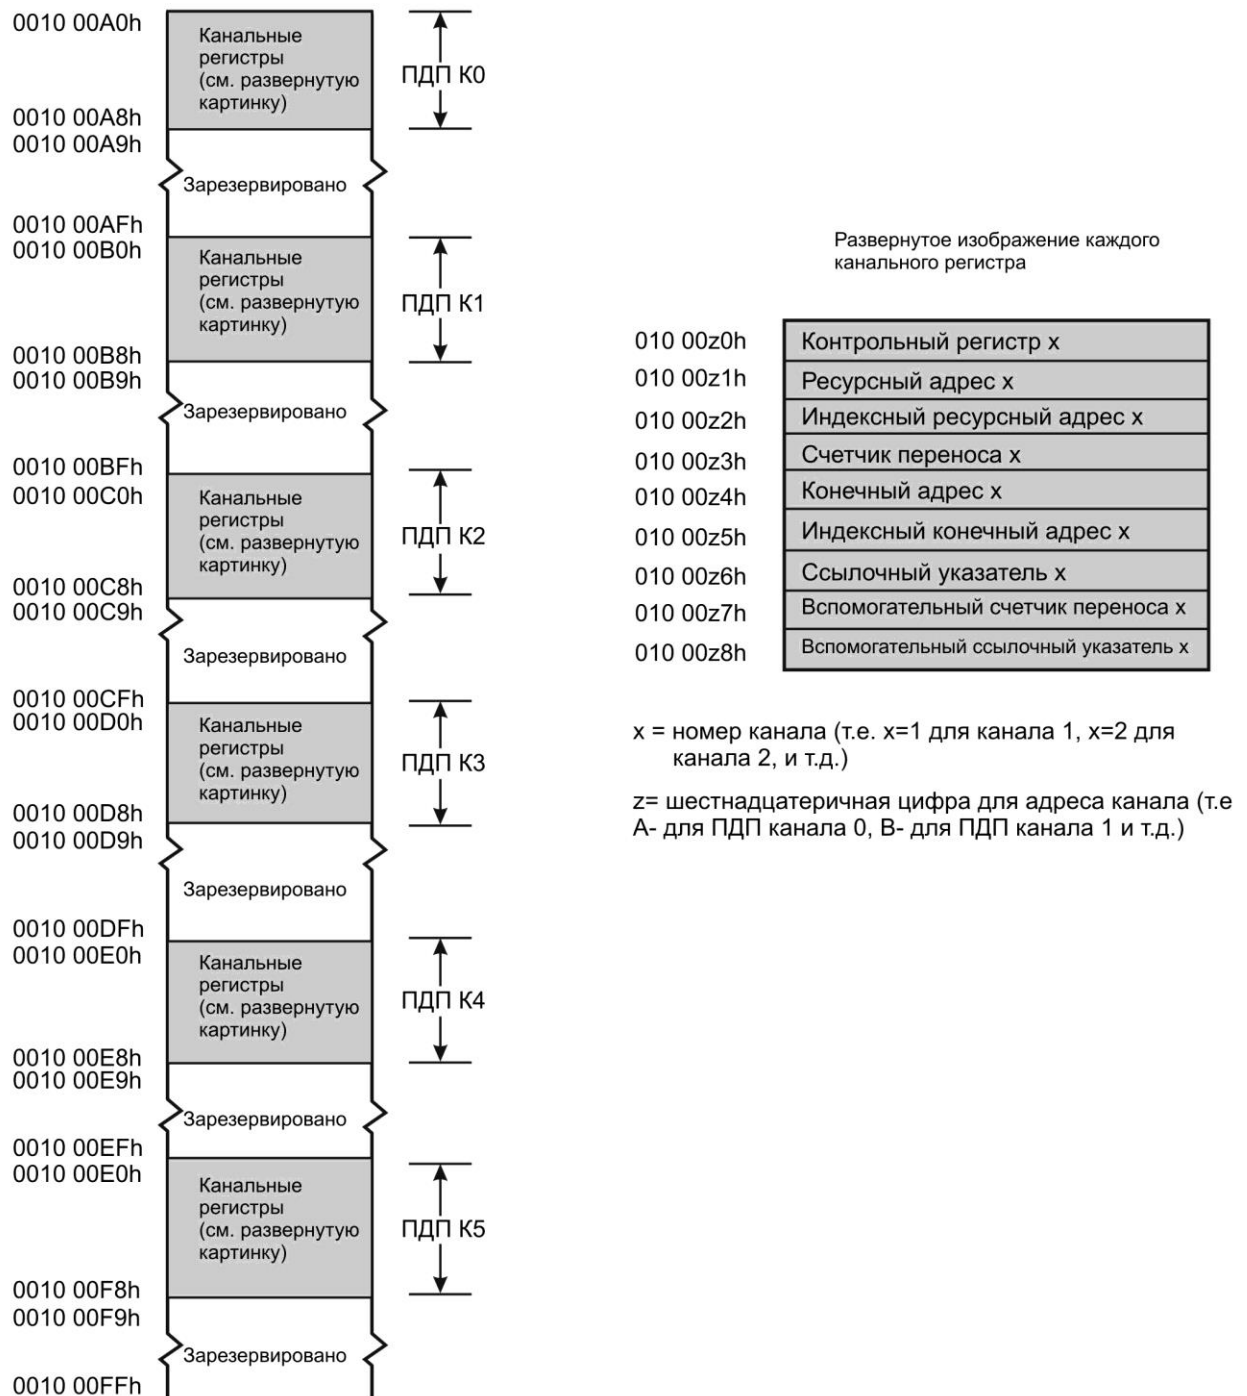 0010 00A0h
Канальные
регистры
(см. развернутую
картинку)
ПДП К0
0010 00A8h
0010 00A9h
Зарезервировано
0010 00AFh
0010 00B0h
Канальные
регистры
(см. развернутую
картинку)
ПДП К1
0010 00B8h
0010 00B9h
Зарезервировано
0010 00BFh
0010 00C0h
Канальные
регистры
(см. развернутую
картинку)
ПДП К2
0010 00C8h
0010 00C9h
Зарезервировано
0010 00CFh
0010 00D0h
Канальные
регистры
(см. развернутую
картинку)
ПДП К3
0010 00D8h
0010 00D9h
Зарезервировано
0010 00DFh
0010 00E0h
Канальные
регистры
(см. развернутую
картинку)
ПДП К4
0010 00E8h
0010 00E9h
Зарезервировано
0010 00EFh
0010 00E0h
Канальные
регистры
(см. развернутую
картинку)
ПДП К5
0010 00F8h
0010 00F9h
Зарезервировано
0010 00FFh
Развернутое изображение каждого
канального регистра
010 00z0h Контрольный регистр x
010 00z1h Ресурсный адрес x
010 00z2h Индексный ресурсный адрес x
010 00z3h Счетчик переноса x
010 00z4h Конечный адрес x
010 00z5h Индексный конечный адрес x
010 00z6h Ссылочный указатель x
010 00z7h Вспомогательный счетчик переноса x
010 00z8h Вспомогательный ссылочный указатель x
x = номер канала (т.е. x=1 для канала 1, x=2 для
канала 2, и т.д.)
z= шестнадцатеричная цифра для адреса канала (т.е
А- для ПДП канала 0, В- для ПДП канала 1 и т.д.)